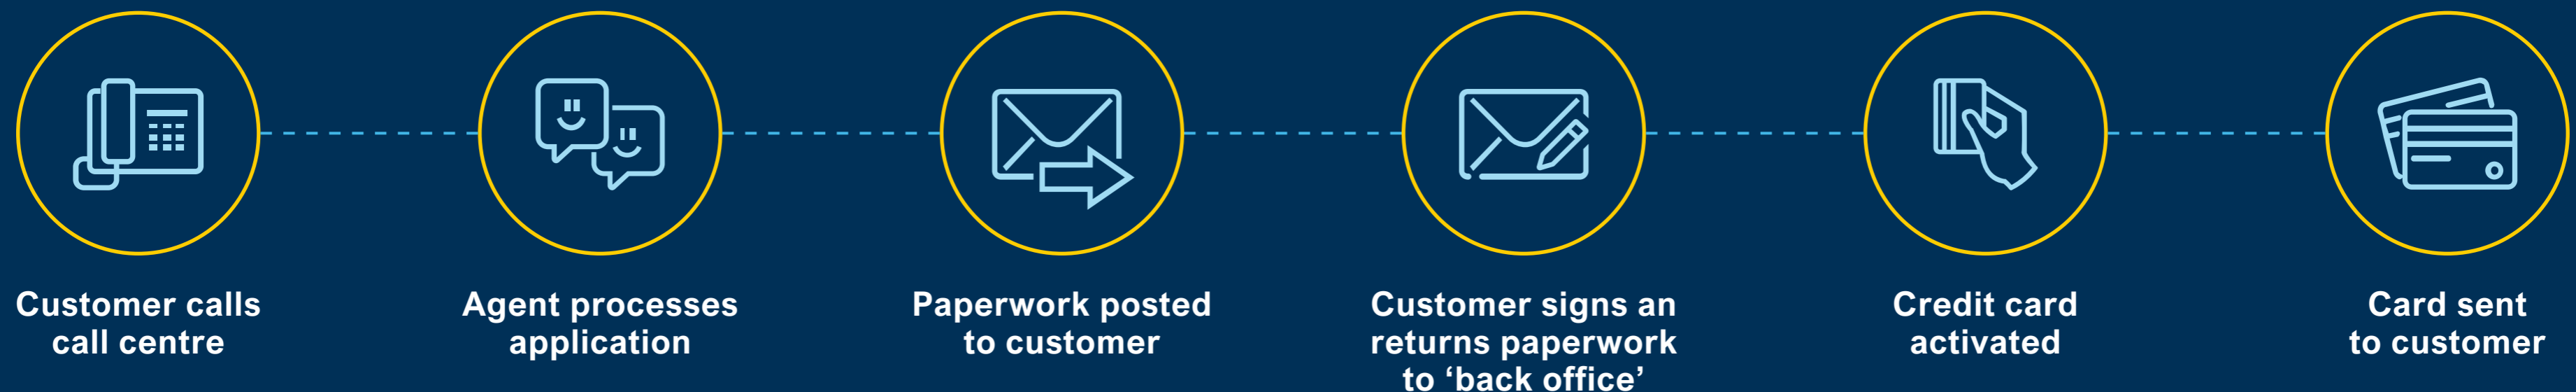 Customer calls
call centre
Agent processes
application
Paperwork posted
to customer
Customer signs an
returns paperwork
to ‘back office’
Credit card
activated
Card sent
to customer